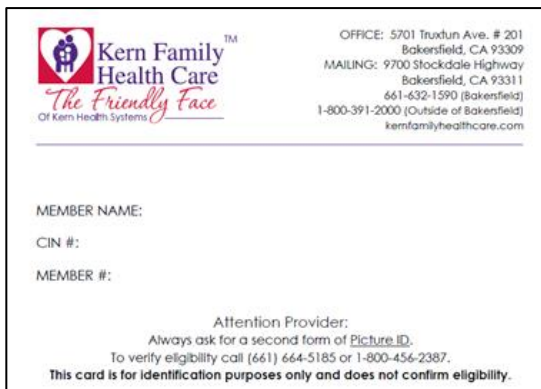 Kern Family™
Health Care
The Friendly Face
Of Kern Health Systems
OFFICE: 5701 Truxtun Ave. # 201
Bakersfield, CA 93309
MAILING: 9700 Stockdale Highway
Bakersfield, CA 93311
661-632-1590 (Bakersfield)
1-800-391-2000 (Outside of Bakersfield)
kernfamilyhealthcare.com
MEMBER NAME:
CIN #:
MEMBER #:
Attention Provider:
Always ask for a second form of Picture ID.
To verify eligibility call (661) 664-5185 or 1-800-456-2387.
This card is for identification purposes only and does not confirm eligibility.